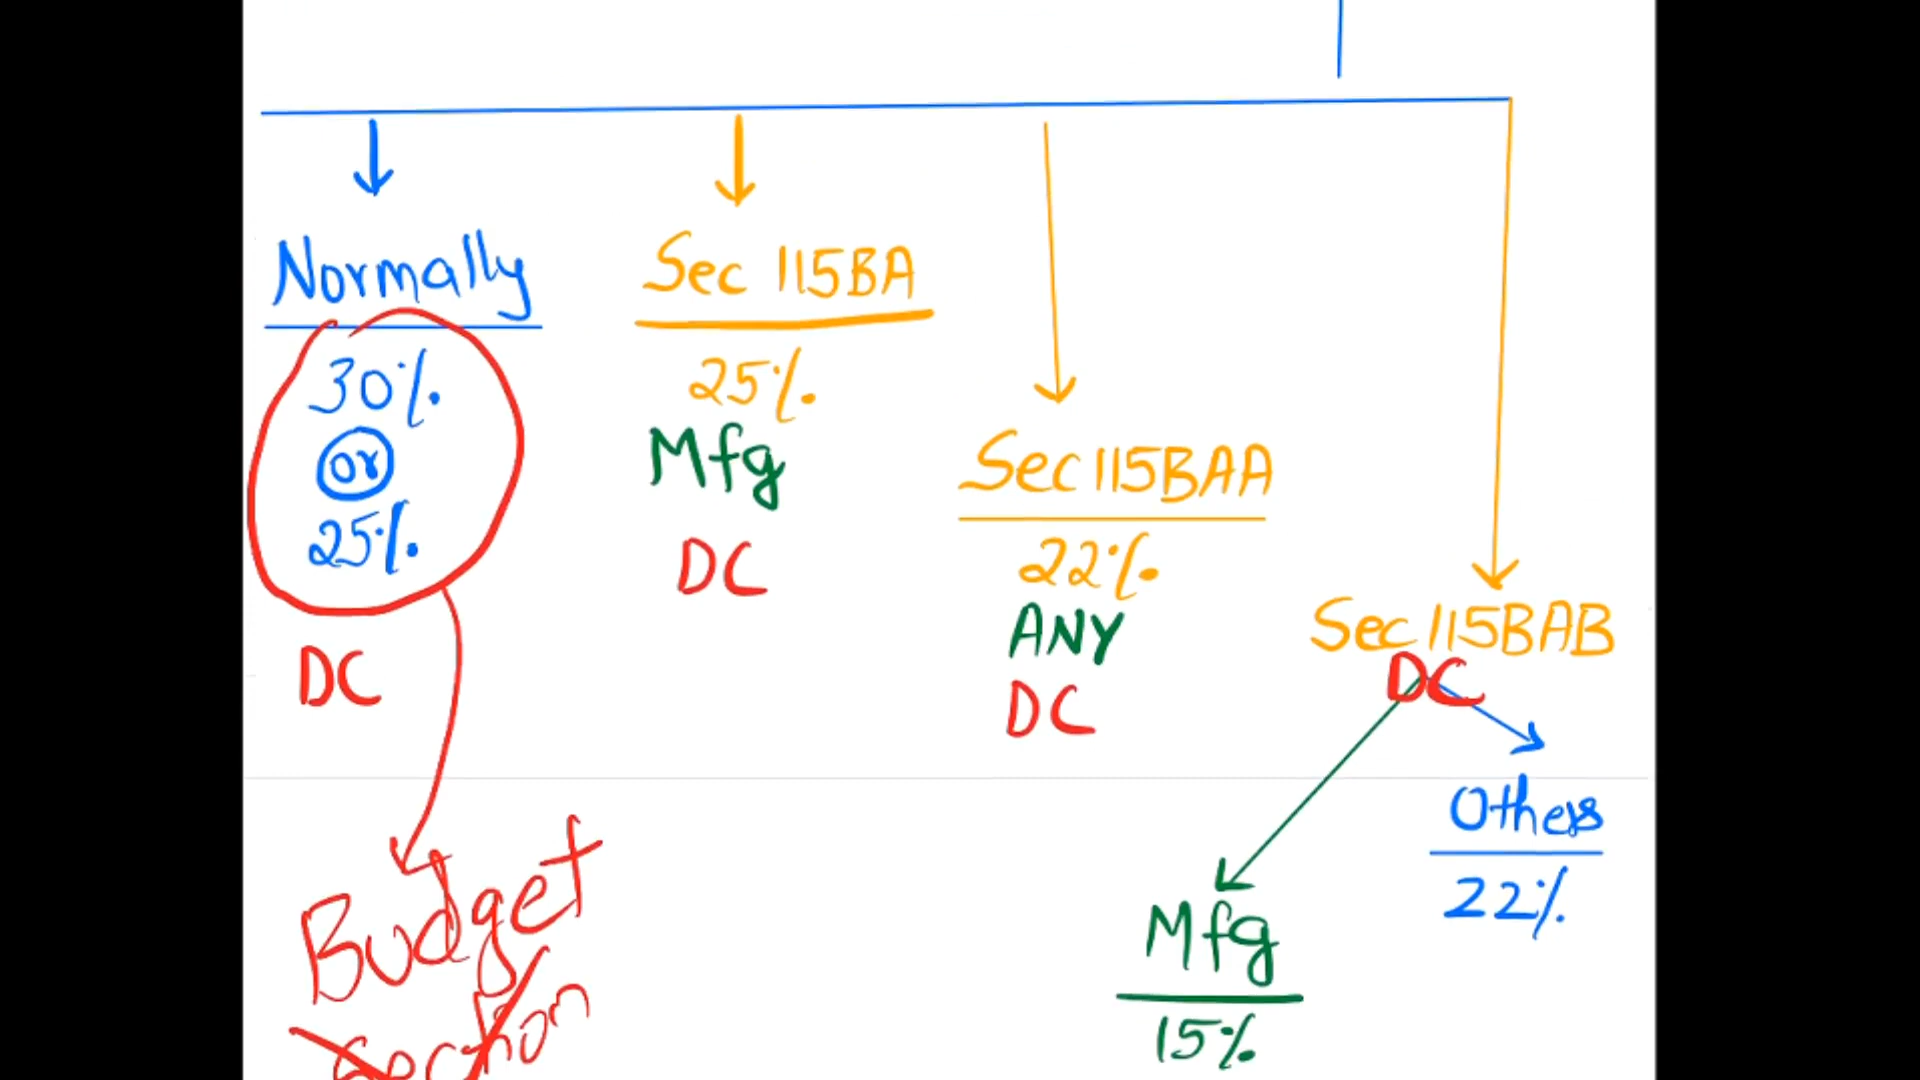 Normally
30%
or
25%
DC
Sec 115BA
25%
Mfg
DC
Sec 115BAA
22%
ANY
DC
Sec 115BAB
DC
Others
22%
Mfg
15%
Budget
Section